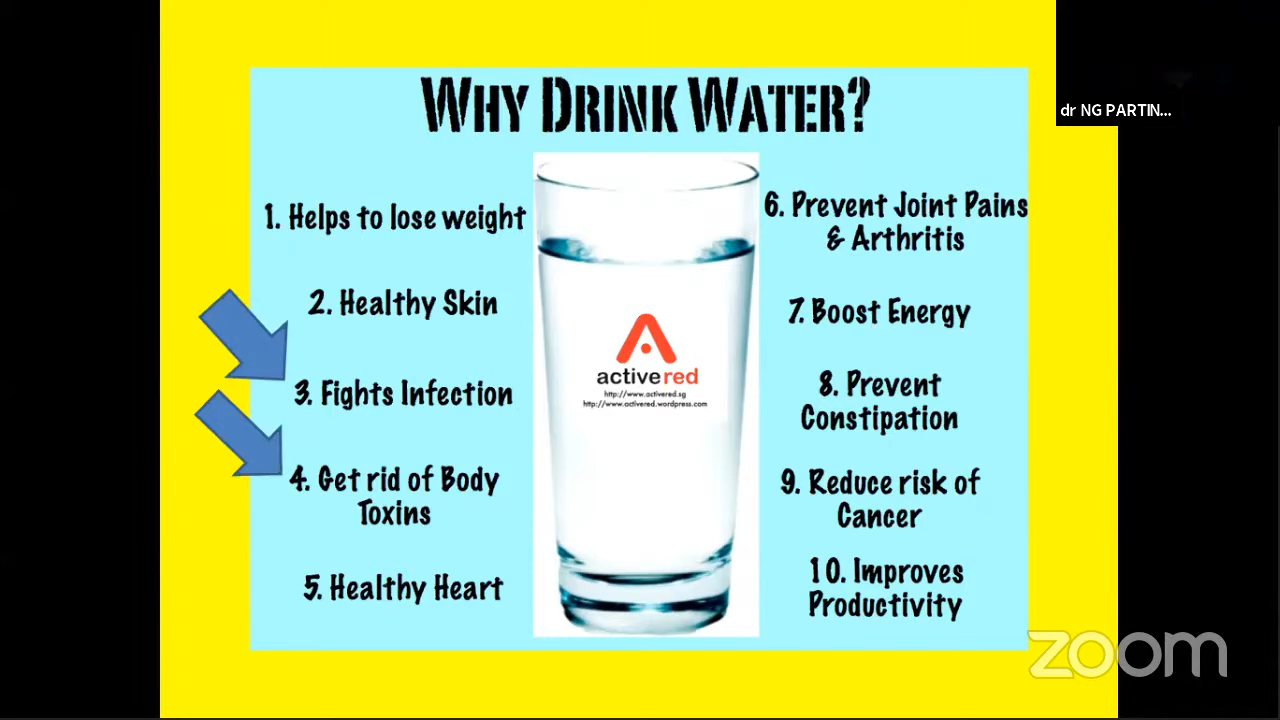 WHY DRINK WATER?
dr NG PARTIN...
1. Helps to lose weight
2. Healthy Skin
3. Fights Infection
4. Get rid of Body
Toxins
5. Healthy Heart
activered
http://www.activered.sg
http://www.activered.wordpress.com
6. Prevent Joint Pains
& Arthritis
7. Boost Energy
8. Prevent
Constipation
9. Reduce risk of
Cancer
10. Improves
Productivity
zoom